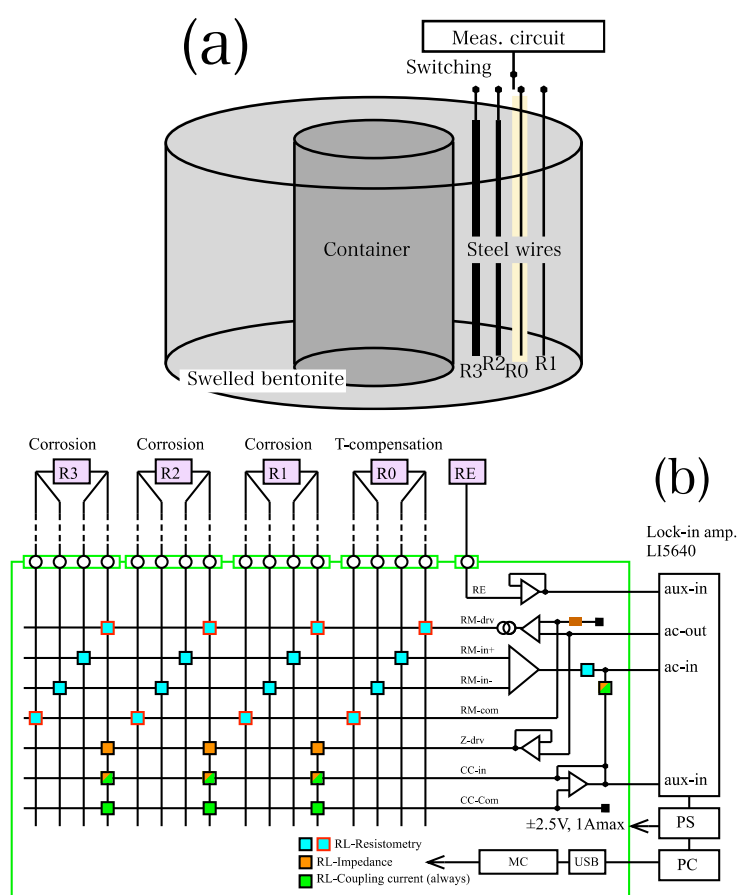 (a)
Meas. circuit
Switching
Container
Steel wires
R3
R2
R0
R1
Swelled bentonite
(b)
Corrosion
Corrosion
Corrosion
T-compensation
R3
R2
R1
R0
RE
Lock-in amp.
LI5640
RE
aux-in
RM-drv
ac-out
RM-in+
ac-in
RM-in-
RM-com
Z-drv
CC-in
aux-in
CC-Com
±2.5V, 1Amax
PS
RL-Resistometry
RL-Impedance
MC
USB
PC
RL-Coupling current (always)